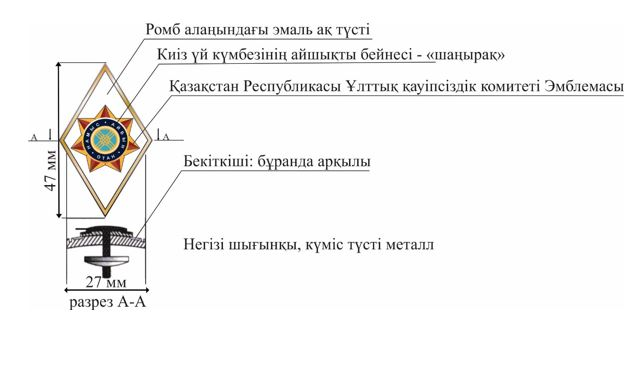 Ромб алаңындағы эмаль ақ түсті
Киіз үй күмбезінің айшықты бейнесі - «шаңырақ»
Қазақстан Республикасы Ұлттық қауіпсіздік комитеті Эмблемасы
А
А
47 мм
Бекіткіші: бұранда арқылы
Негізі шығыңқы, күміс түсті металл
27 мм
разрез А-А